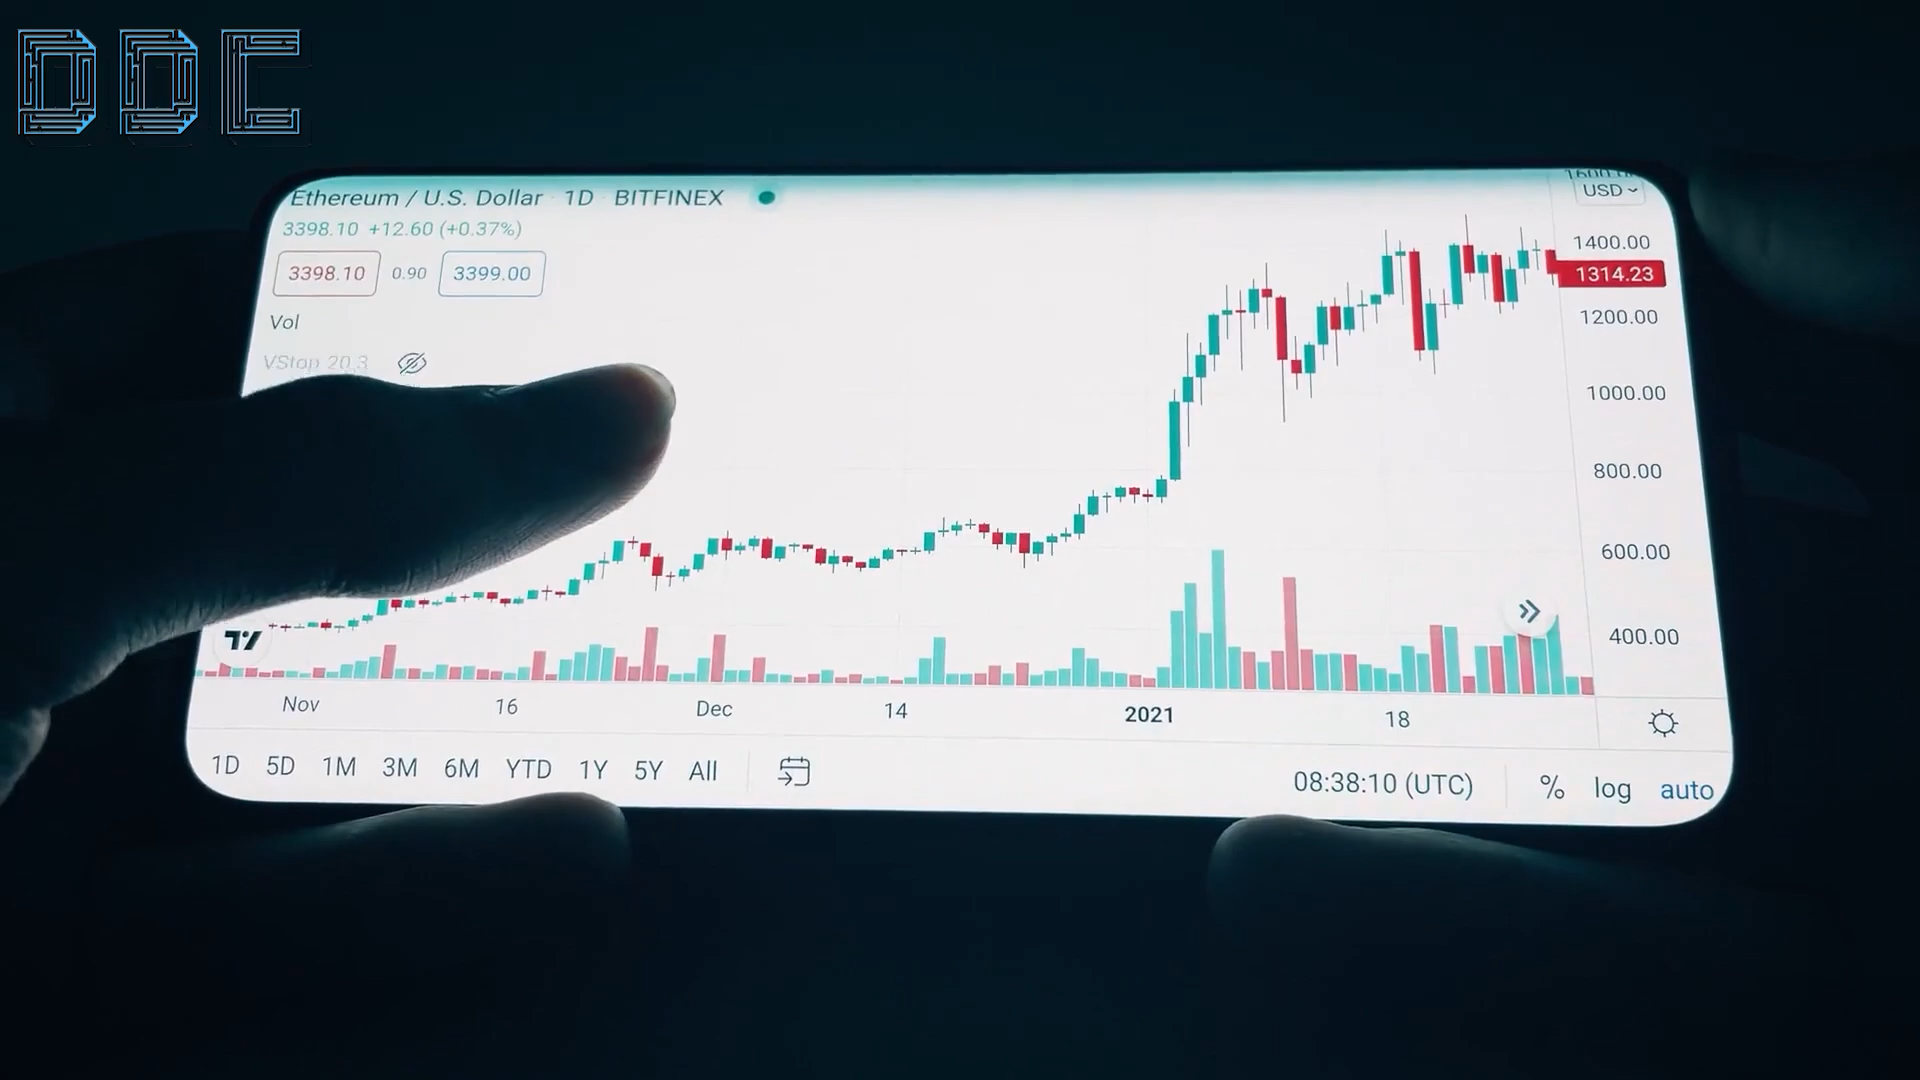 DDC
Ethereum / U.S. Dollar · 1D · BITFINEX
USD
3398.10 +12.60 (+0.37%)
1400.00
3398.10 0.90 3399.00
1314.23
Vol
1200.00
VStop 20 3
1000.00
800.00
600.00
400.00
Nov 16 Dec 14 2021 18
1D 5D 1M 3M 6M YTD 1Y 5Y All
08:38:10 (UTC) % log auto